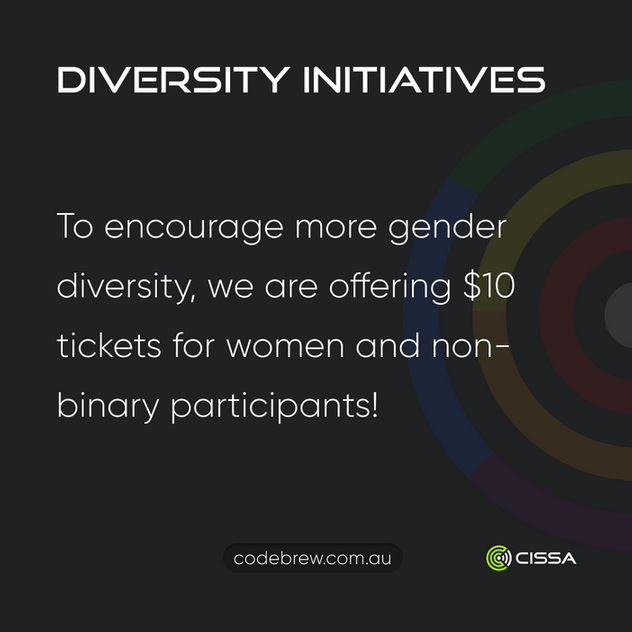 DIVERSITY INITIATIVES
To encourage more gender
diversity, we are offering $10
tickets for women and non-
binary participants!
codebrew.com.au
CISSA